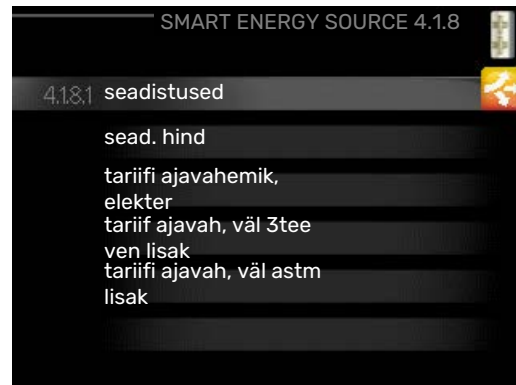 SMART ENERGY SOURCE 4.1.8
4.1.8.1 seadistused
sead. hind
tariifi ajavahemik,
elekter
tariif ajavah, väl 3tee
ven lisak
tariifi ajavah, väl astm
lisak